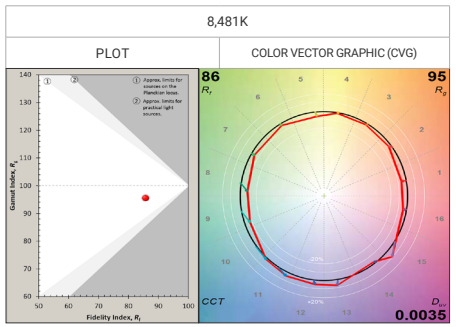 8,481K
PLOT
COLOR VECTOR GRAPHIC (CVG)
140
130
120
110
100
90
80
70
60
50
60
70
80
90
100
Gamut Index, Rg
Fidelity Index, Rf
1
2
1 Approx. limits for
sources on the
Planckian locus.
2 Approx. limits for
practical light
sources.
86
Rf
95
Rg
5
4
6
3
7
2
8
1
9
16
10
15
11
14
12
13
-20%
+20%
CCT
Duv
0.0035